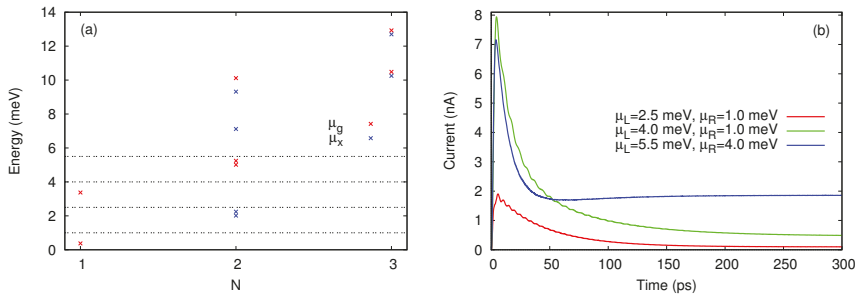 (a)
Energy (meV)
14
12
10
8
6
4
2
0
μg
μx
1
2
3
N
(b)
Current (nA)
8
7
6
5
4
3
2
1
0
μL=2.5 meV, μR=1.0 meV
μL=4.0 meV, μR=1.0 meV
μL=5.5 meV, μR=4.0 meV
0
50
100
150
200
250
300
Time (ps)